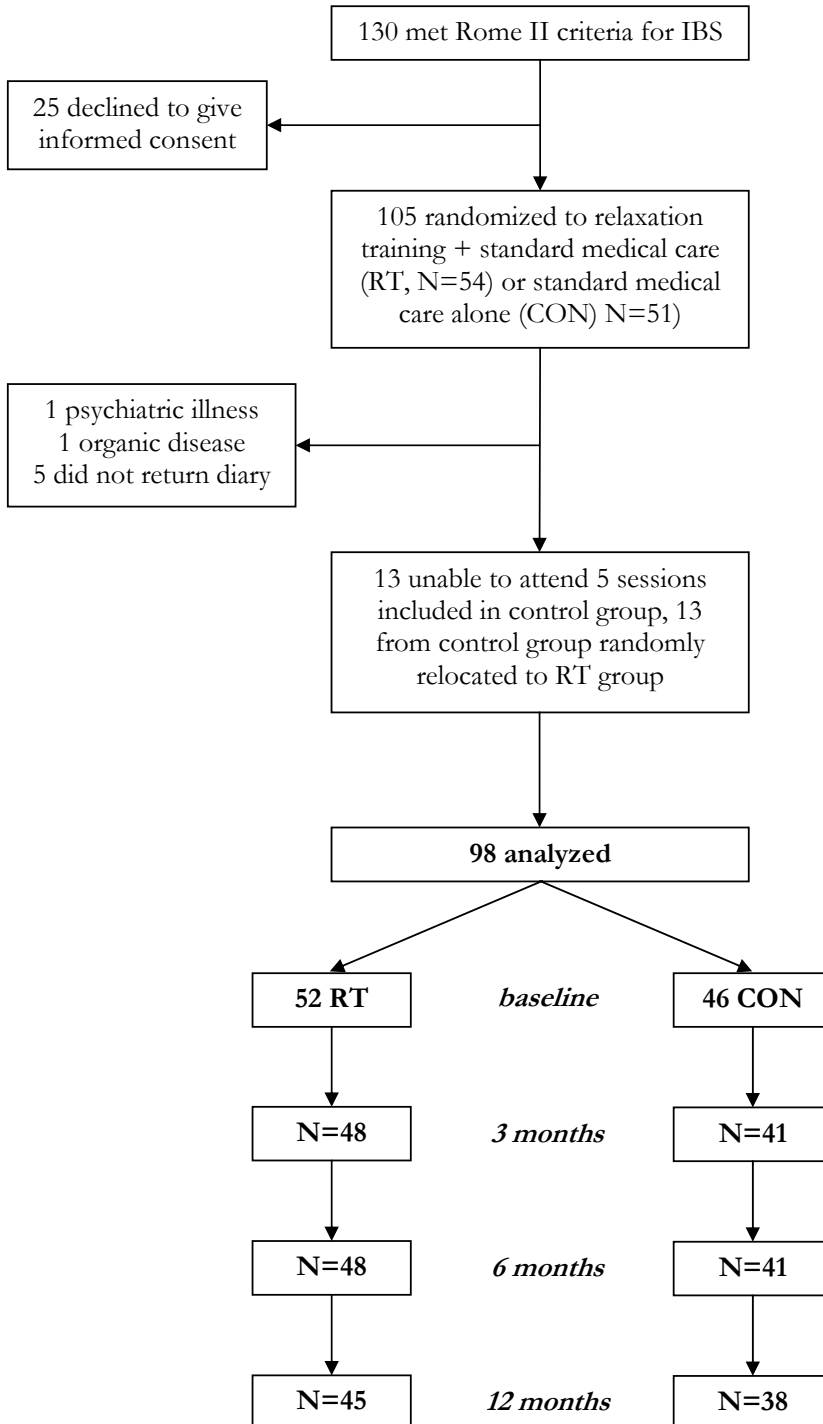 130 met Rome II criteria for IBS
25 declined to give
informed consent
105 randomized to relaxation
training + standard medical care
(RT, N=54) or standard medical
care alone (CON) N=51)
1 psychiatric illness
1 organic disease
5 did not return diary
13 unable to attend 5 sessions
included in control group, 13
from control group randomly
relocated to RT group
98 analyzed
52 RT
baseline
46 CON
N=48
3 months
N=41
N=48
6 months
N=41
N=45
12 months
N=38